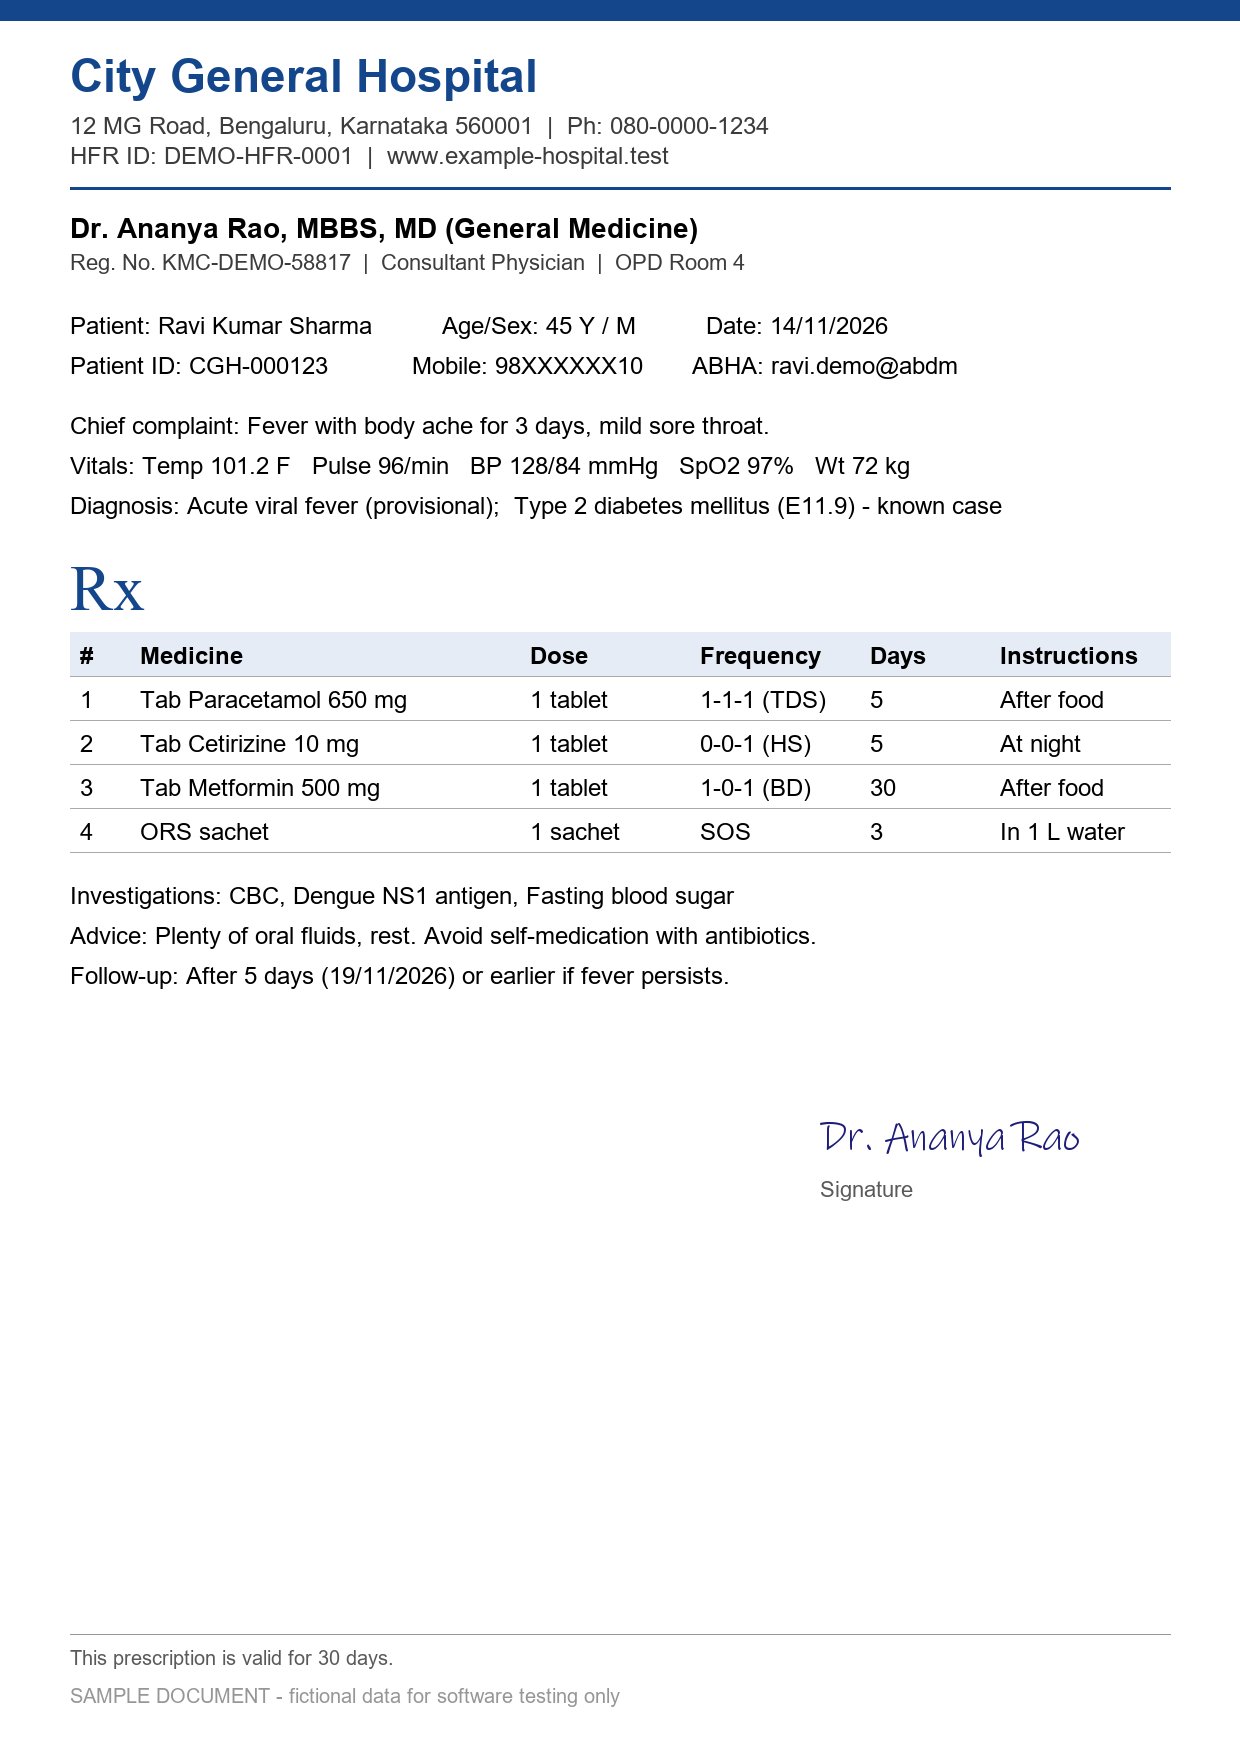 City General Hospital
12 MG Road, Bengaluru, Karnataka 560001 | Ph: 080-0000-1234
HFR ID: DEMO-HFR-0001 | www.example-hospital.test
Dr. Ananya Rao, MBBS, MD (General Medicine)
Reg. No. KMC-DEMO-58817 | Consultant Physician | OPD Room 4
Patient: Ravi Kumar Sharma Age/Sex: 45 Y / M Date: 14/11/2026
Patient ID: CGH-000123 Mobile: 98XXXXXX10 ABHA: ravi.demo@abdm
Chief complaint: Fever with body ache for 3 days, mild sore throat.
Vitals: Temp 101.2 F Pulse 96/min BP 128/84 mmHg SpO2 97% Wt 72 kg
Diagnosis: Acute viral fever (provisional); Type 2 diabetes mellitus (E11.9) - known case
Rx
# Medicine Dose Frequency Days Instructions
1 Tab Paracetamol 650 mg 1 tablet 1-1-1 (TDS) 5 After food
2 Tab Cetirizine 10 mg 1 tablet 0-0-1 (HS) 5 At night
3 Tab Metformin 500 mg 1 tablet 1-0-1 (BD) 30 After food
4 ORS sachet 1 sachet SOS 3 In 1 L water
Investigations: CBC, Dengue NS1 antigen, Fasting blood sugar
Advice: Plenty of oral fluids, rest. Avoid self-medication with antibiotics.
Follow-up: After 5 days (19/11/2026) or earlier if fever persists.
Dr. Ananya Rao
Signature
This prescription is valid for 30 days.
SAMPLE DOCUMENT - fictional data for software testing only